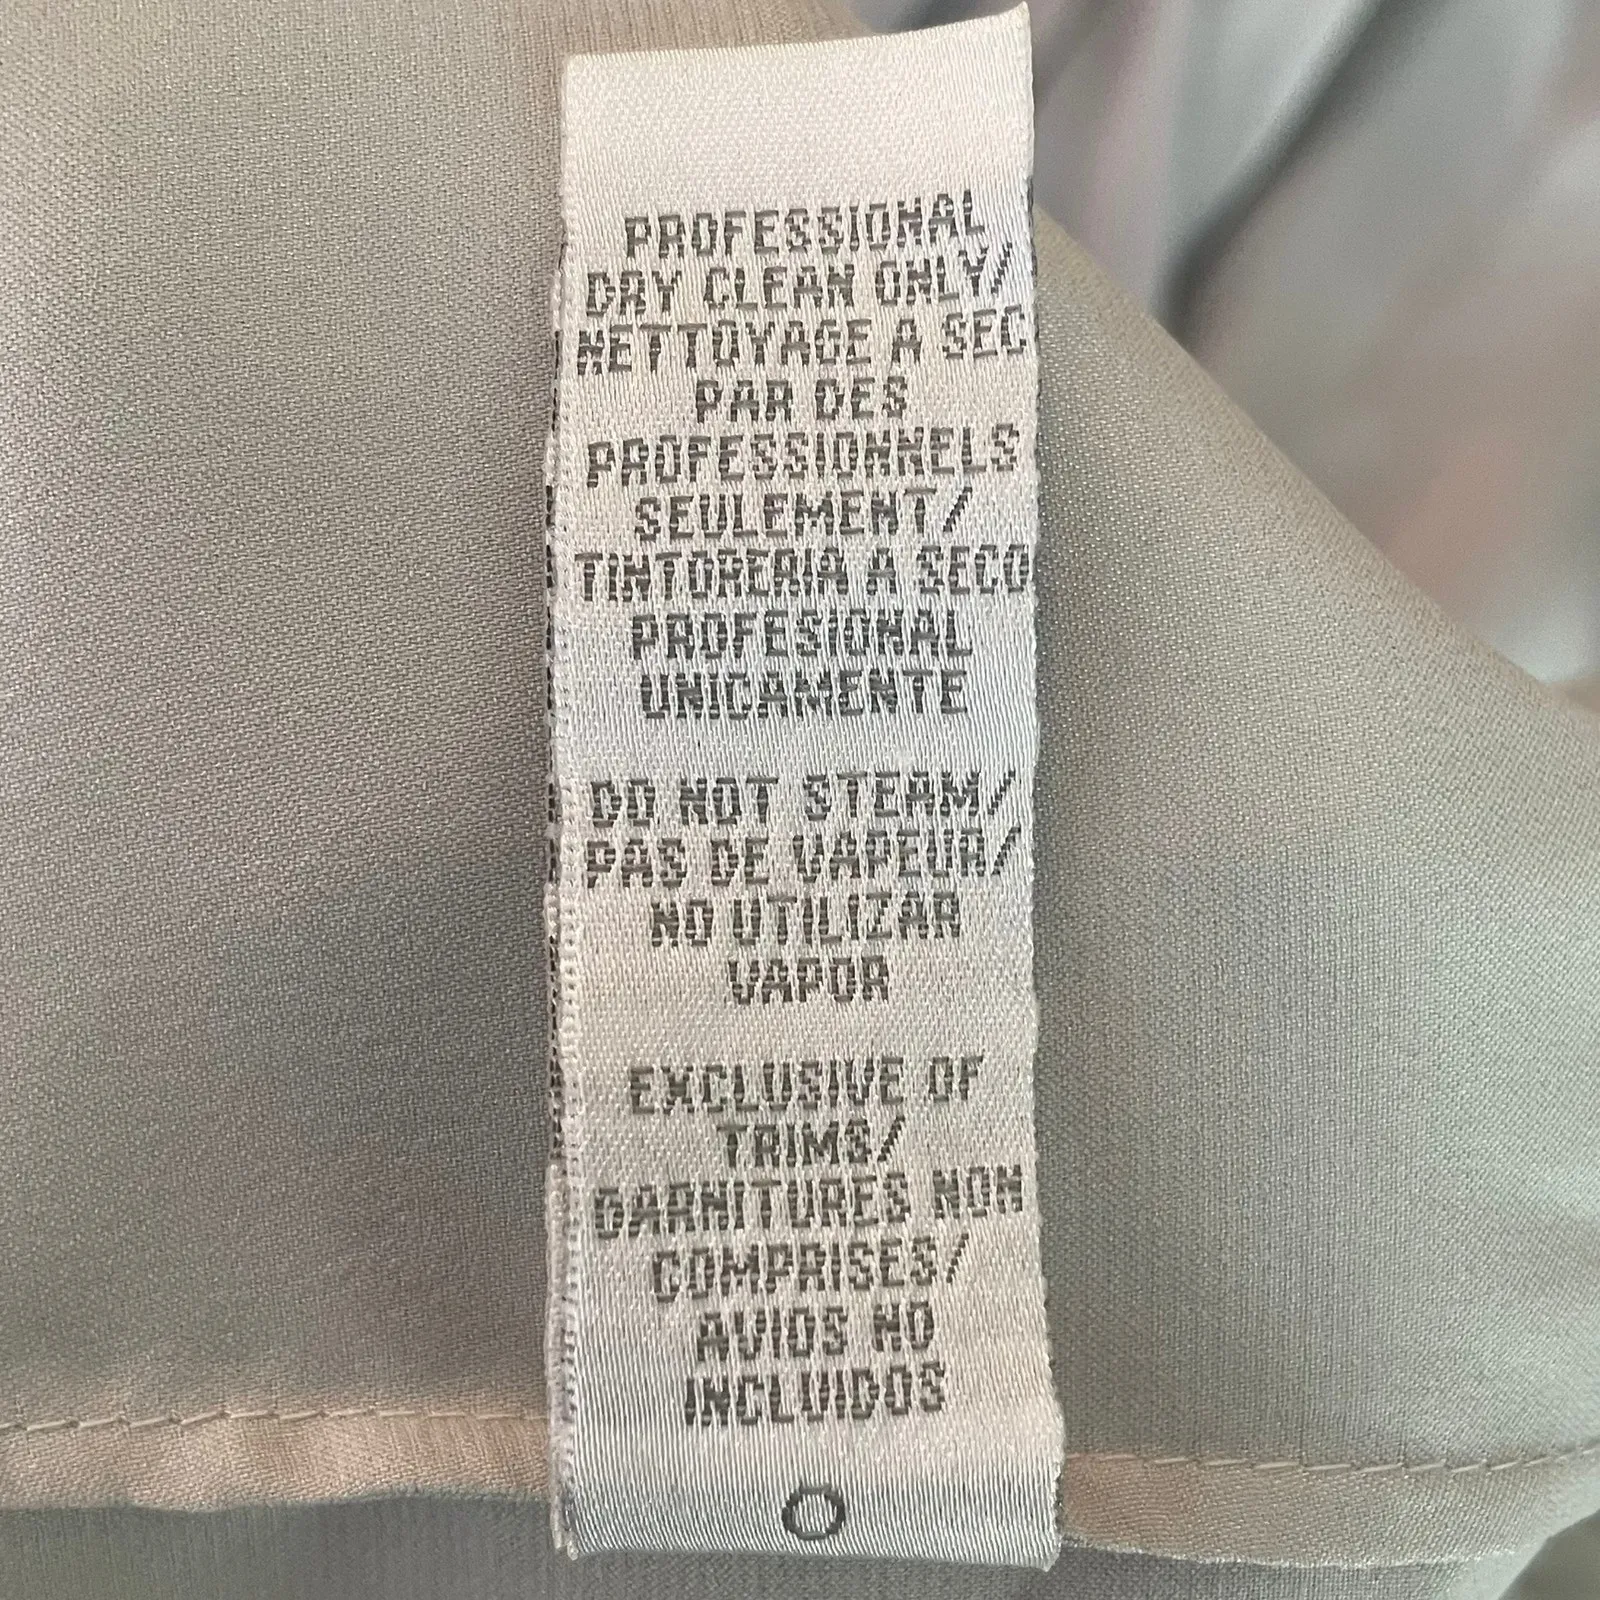 PROFESSIONAL
DRY CLEAN ONLY/
NETTOYAGE A SEC
PAR DES
PROFESSIONNELS
SEULEMENT/
TINTORERIA A SECO
PROFESIONAL
UNICAMENTE
DO NOT STEAM/
PAS DE VAPEUR/
NO UTILIZAR
VAPOR
EXCLUSIVE OF
TRIMS/
GARNITURES NON
COMPRISES/
AVIOS NO
INCLUIDOS
O